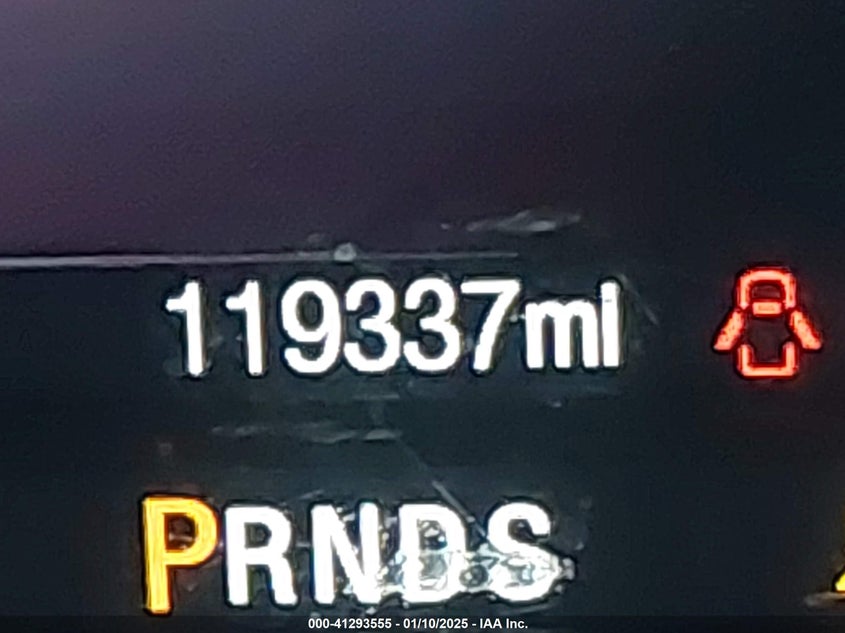 119337mi
PRNDS
000-41293555 - 01/10/2025 - IAA Inc.